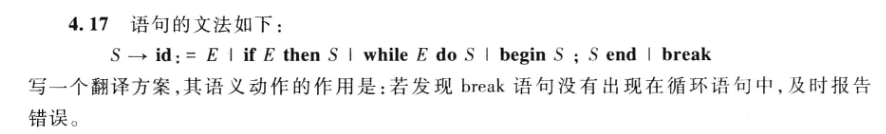 4.17 语句的文法如下：
S → id := E | if E then S | while E do S | begin S ; S end | break
写一个翻译方案,其语义动作的作用是:若发现 break 语句没有出现在循环语句中,及时报告
错误。